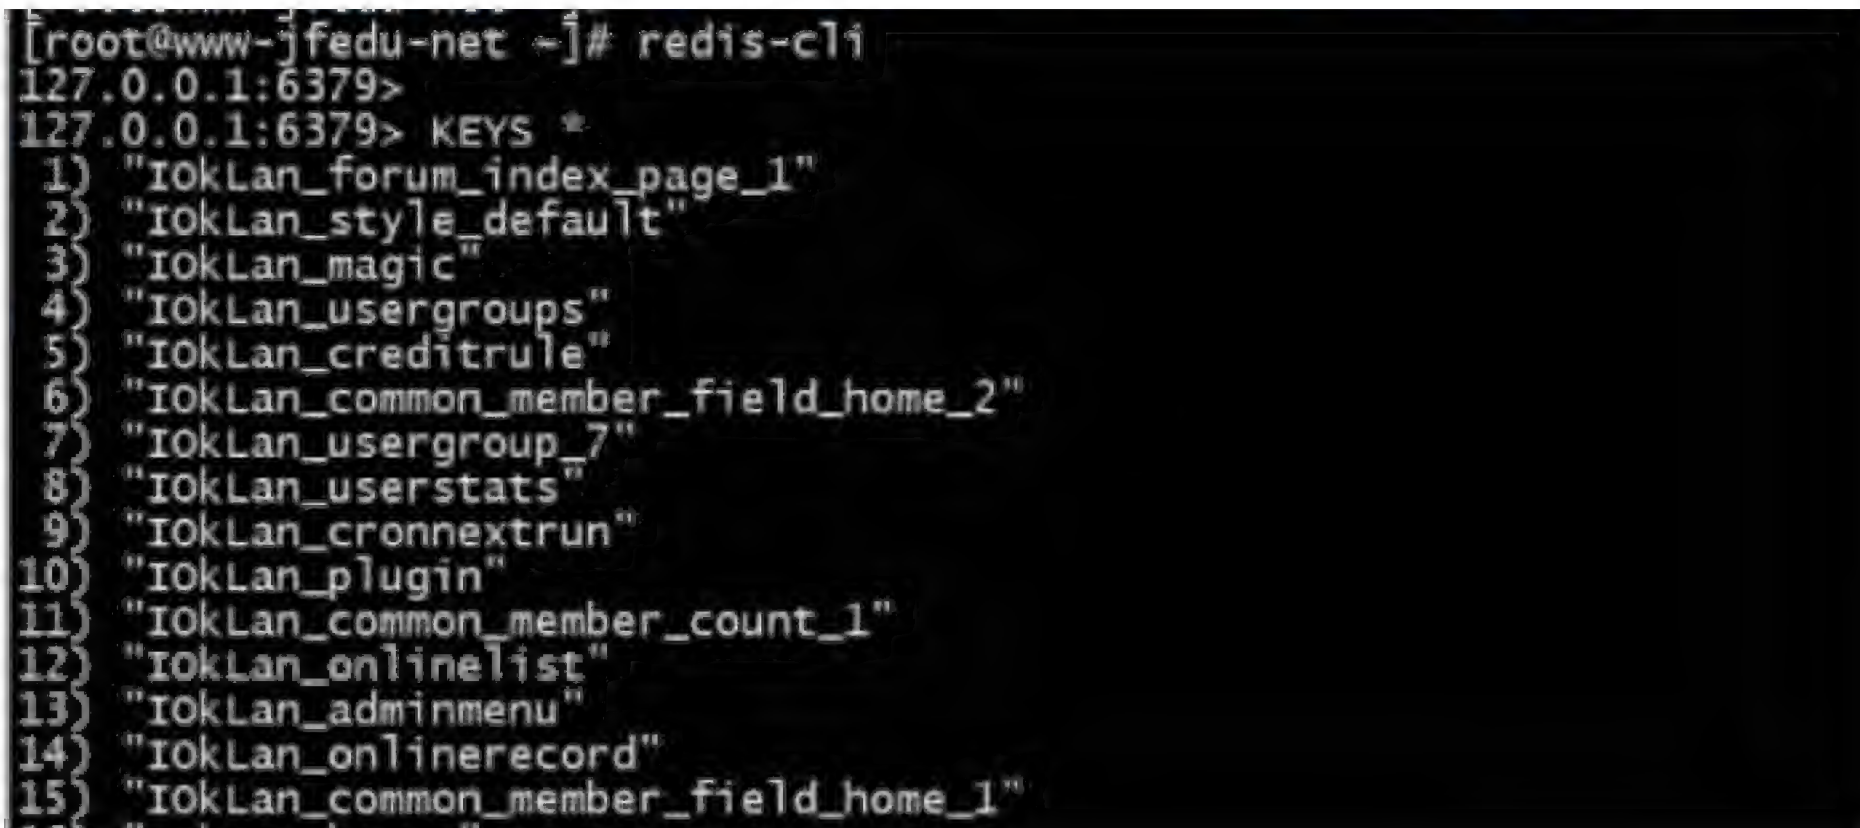 [root@www-jfedu-net ~]# redis-cli
127.0.0.1:6379>
127.0.0.1:6379> KEYS *
1) "IOkLan_forum_index_page_1"
2) "IOkLan_style_default"
3) "IOkLan_magic"
4) "IOkLan_usergroups"
5) "IOkLan_creditrule"
6) "IOkLan_common_member_field_home_2"
7) "IOkLan_usergroup_7"
8) "IOkLan_userstats"
9) "IOkLan_cronnextrun"
10) "IOkLan_plugin"
11) "IOkLan_common_member_count_1"
12) "IOkLan_onlinelist"
13) "IOkLan_adminmenu"
14) "IOkLan_onlinerecord"
15) "IOkLan_common_member_field_home_1"